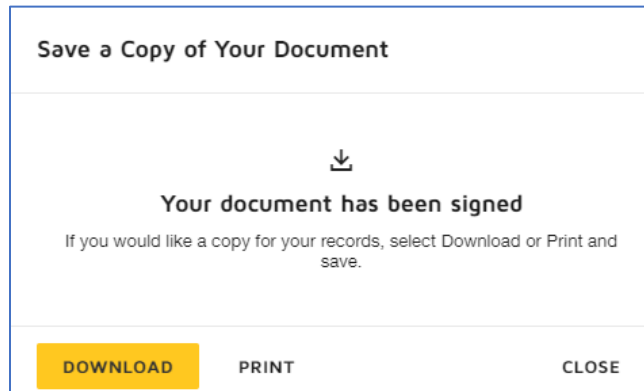 Save a Copy of Your Document
Your document has been signed
If you would like a copy for your records, select Download or Print and
save.
DOWNLOAD PRINT CLOSE